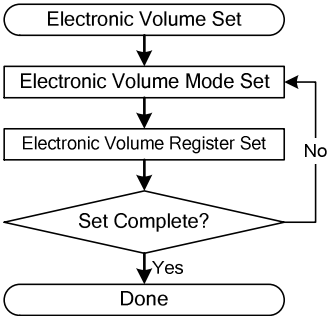 Electronic Volume Set
Electronic Volume Mode Set
Electronic Volume Register Set
No
Set Complete?
Yes
Done